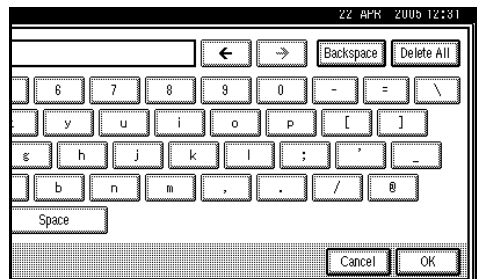 22 APR 2005 12:31
← → Backspace Delete All
6 7 8 9 0 - = \
y u i o p [ ]
g h j k l ; ' _
b n m , . / @
Space
Cancel OK